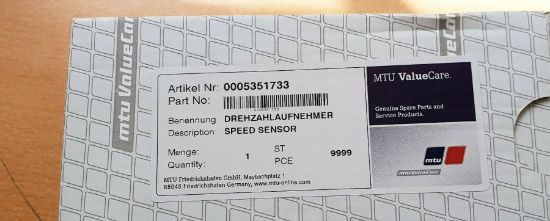 mtu ValueCare
Artikel Nr: 0005351733
Part No:
Benennung: DREHZAHLAUFNEHMER
Description: SPEED SENSOR
Menge: 1 ST 9999
Quantity: PCE
MTU Friedrichshafen GmbH, Maybachplatz 1
88045 Friedrichshafen Germany, www.mtu-online.com
MTU ValueCare.
Genuine Spare Parts and
Service Products.
mtu
mtu ValueCare